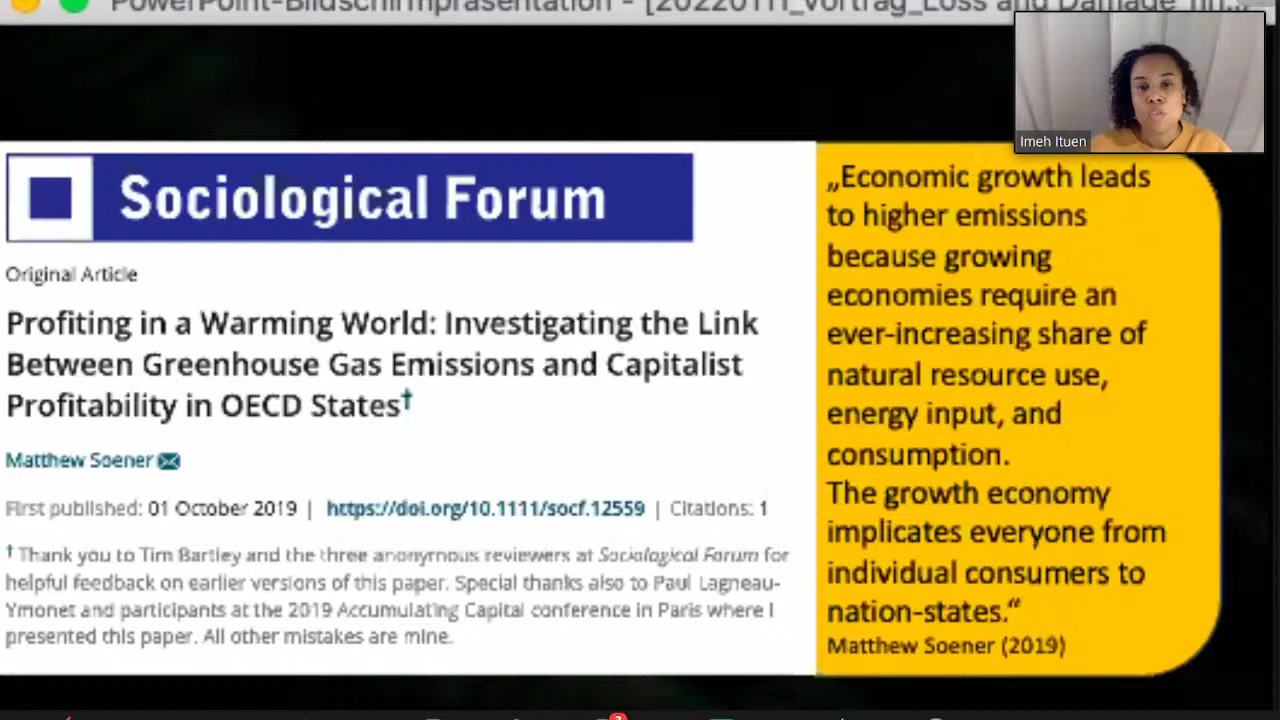 PowerPoint-Bildschirmpräsentation - [20220111_Vortrag_Loss and Damage_fin...
Imeh Ituen
Sociological Forum
Original Article
Profiting in a Warming World: Investigating the Link
Between Greenhouse Gas Emissions and Capitalist
Profitability in OECD States†
Matthew Soener
First published: 01 October 2019 | https://doi.org/10.1111/socf.12559 | Citations: 1
† Thank you to Tim Bartley and the three anonymous reviewers at Sociological Forum for
helpful feedback on earlier versions of this paper. Special thanks also to Paul Lagneau-
Ymonet and participants at the 2019 Accumulating Capital conference in Paris where I
presented this paper. All other mistakes are mine.
„Economic growth leads
to higher emissions
because growing
economies require an
ever-increasing share of
natural resource use,
energy input, and
consumption.
The growth economy
implicates everyone from
individual consumers to
nation-states.“
Matthew Soener (2019)